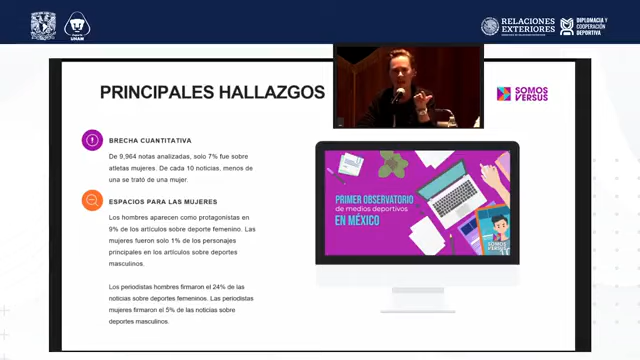 UNAM
RELACIONES
EXTERIORES
DIPLOMACIA Y
COOPERACIÓN
DEPORTIVA
PRINCIPALES HALLAZGOS
SOMOS
VERSUS
BRECHA CUANTITATIVA
De 9,964 notas analizadas, solo 7% fue sobre
atletas mujeres. De cada 10 noticias, menos de
una se trató de una mujer.
ESPACIOS PARA LAS MUJERES
Los hombres aparecen como protagonistas en
9% de los artículos sobre deporte femenino. Las
mujeres fueron solo 1% de los personajes
principales en los artículos sobre deportes
masculinos.
Los periodistas hombres firmaron el 24% de las
noticias sobre deportes femeninos. Las periodistas
mujeres firmaron el 5% de las noticias sobre
deportes masculinos.
PRIMER OBSERVATORIO
de medios deportivos
EN MÉXICO
SOMOS
VERSUS